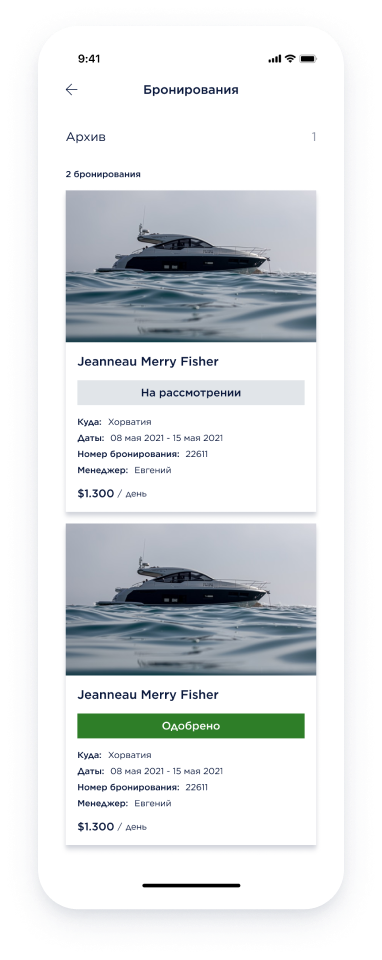 9:41
Бронирования
Архив 1
2 бронирования
Jeanneau Merry Fisher
На рассмотрении
Куда: Хорватия
Даты: 08 мая 2021 - 15 мая 2021
Номер бронирования: 22611
Менеджер: Евгений
$1.300 / день
Jeanneau Merry Fisher
Одобрено
Куда: Хорватия
Даты: 08 мая 2021 - 15 мая 2021
Номер бронирования: 22611
Менеджер: Евгений
$1.300 / день